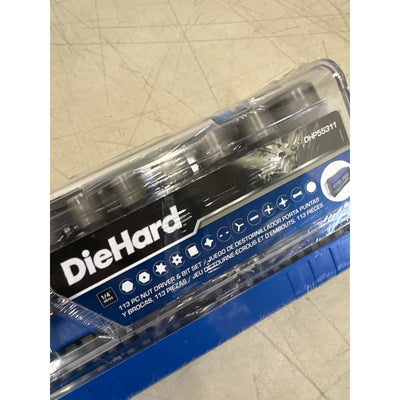 DHP55311
DieHard
1/4
113 PC NUT DRIVER & BIT SET / JUEGO DE DESTORNILLADOR PORTA PUNTAS
Y BROCAS, 113 PIEZAS / JEU DE TOURNE-ÉCROUS ET D'EMBOUTS, 113 PIÈCES